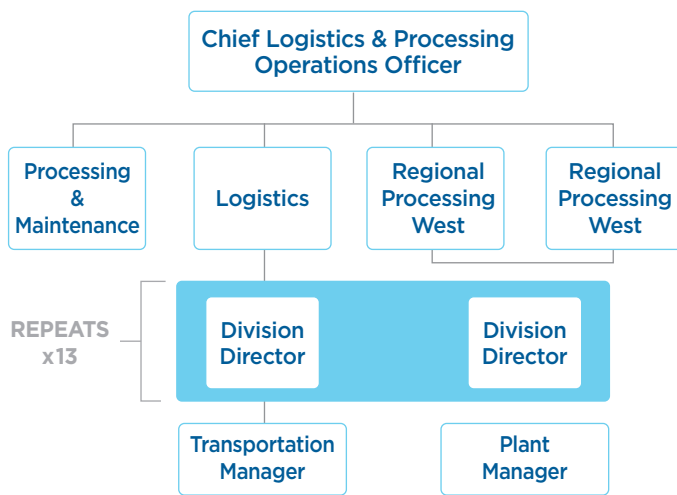 Chief Logistics & Processing
Operations Officer
Processing
&
Maintenance
Logistics
Regional
Processing
West
Regional
Processing
West
REPEATS
x13
Division
Director
Division
Director
Transportation
Manager
Plant
Manager